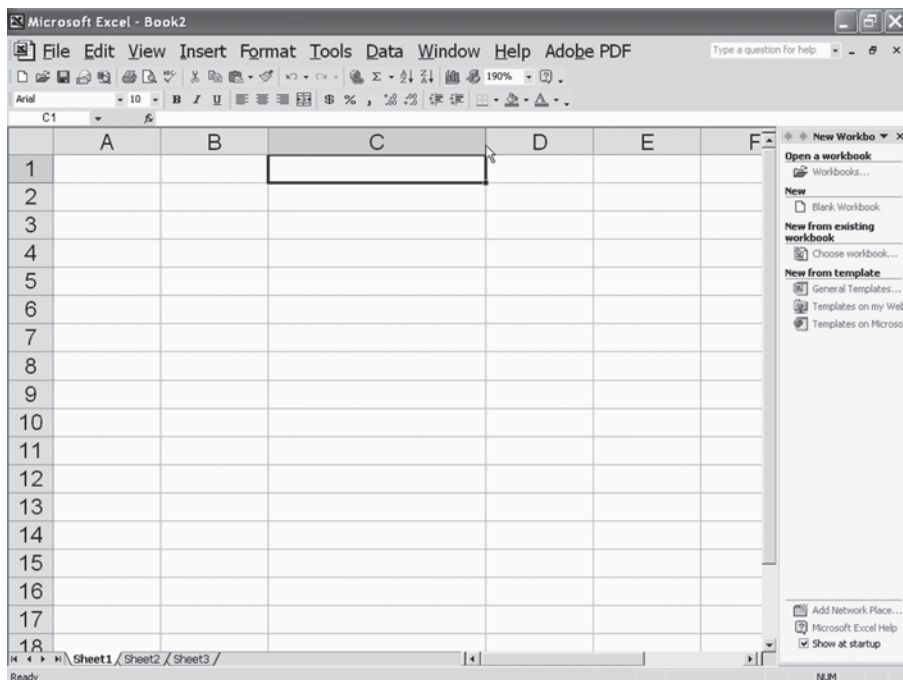 Microsoft Excel - Book2
File Edit View Insert Format Tools Data Window Help Adobe PDF Type a question for help
190%
Arial 10 B I U $ % ,
C1 fx
A B C D E F
1
2
3
4
5
6
7
8
9
10
11
12
13
14
15
16
17
18
New Workbo
Open a workbook
Workbooks...
New
Blank Workbook
New from existing
workbook
Choose workbook...
New from template
General Templates...
Templates on my Web
Templates on Microso
Add Network Place...
Microsoft Excel Help
Show at startup
Sheet1 Sheet2 Sheet3
Ready NUM